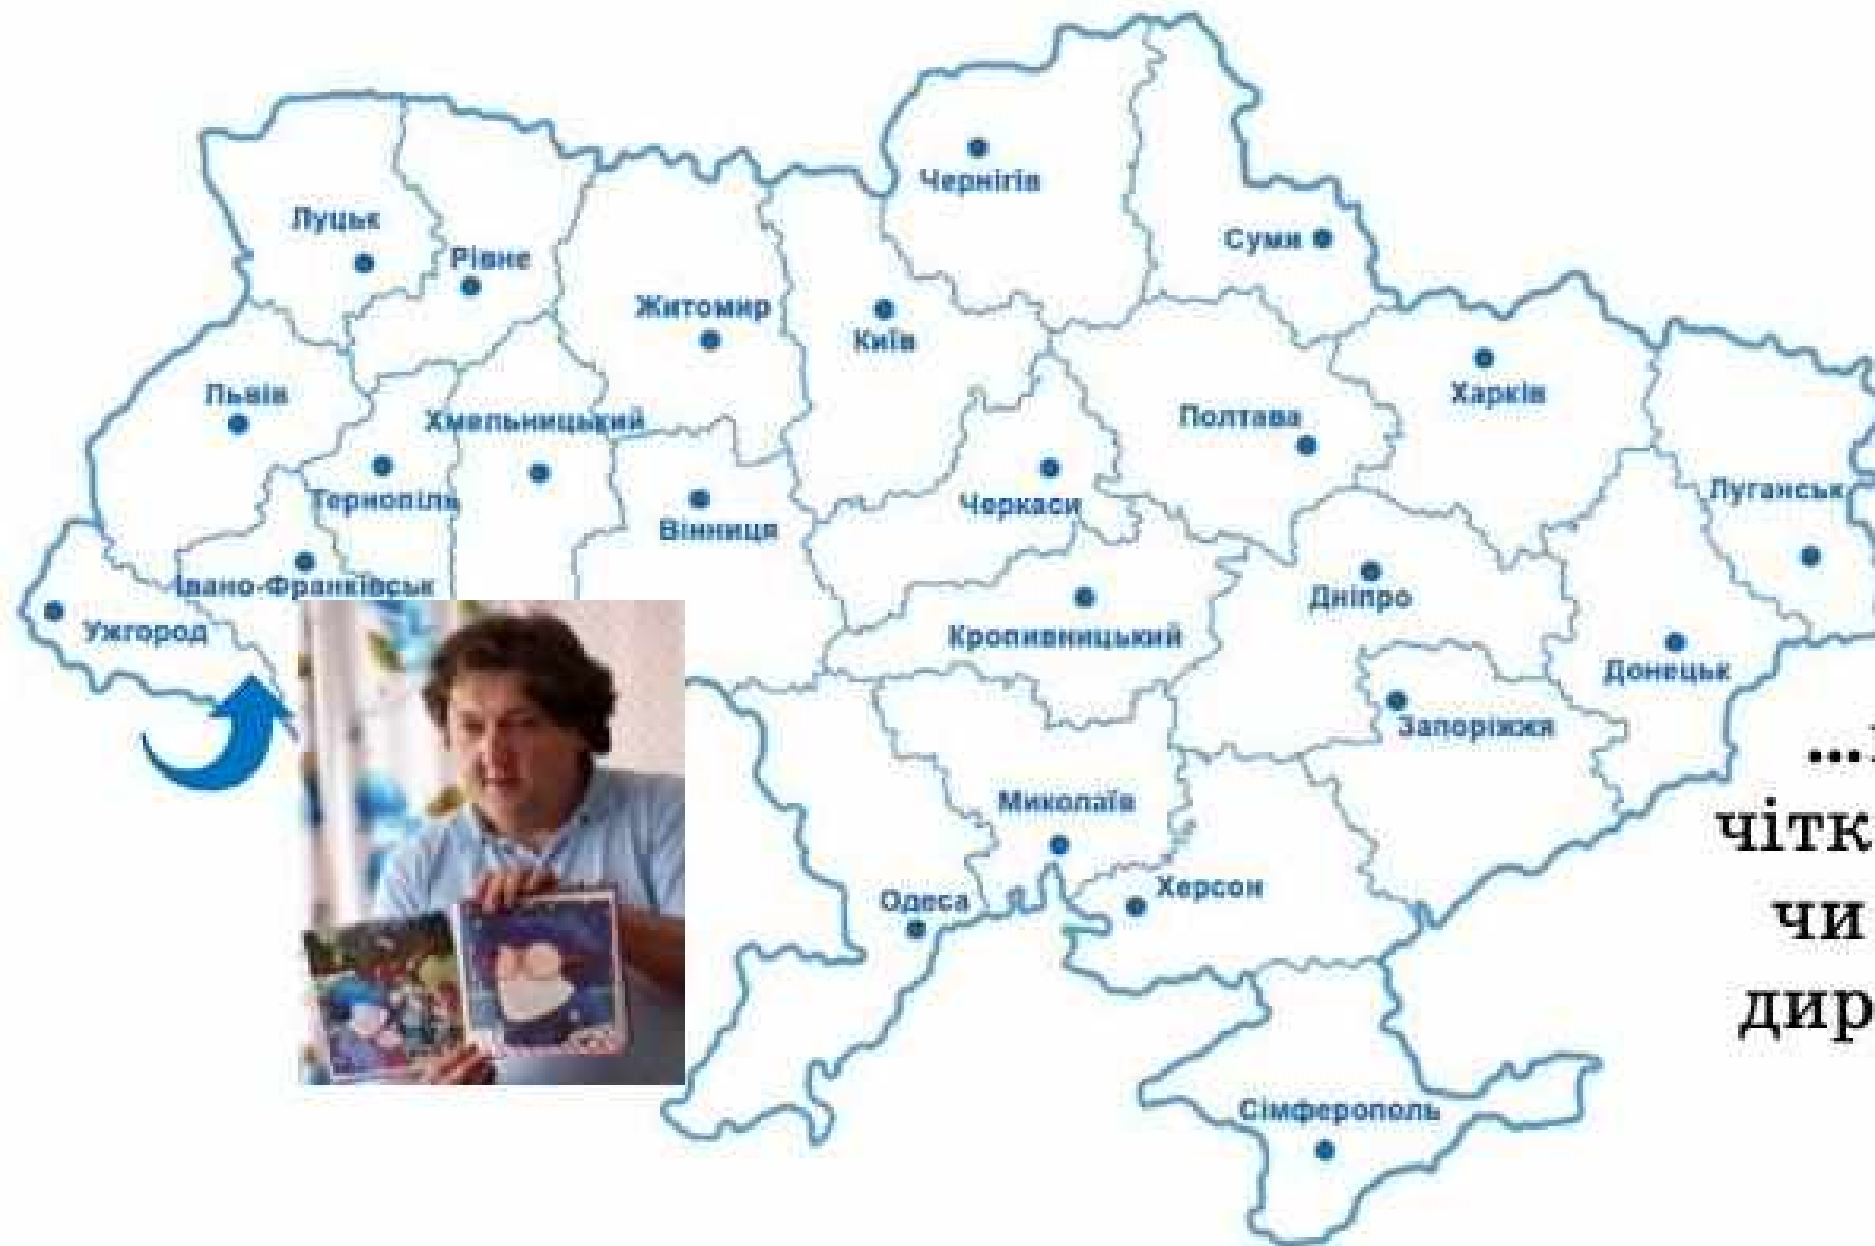 Чернігів
Луцьк
Суми
Рівне
Житомир
Київ
Львів
Харків
Хмельницький
Полтава
Тернопіль
Черкаси
Луганськ
Вінниця
Івано-Франківськ
Дніпро
Ужгород
Кропивницький
Донецьк
Запоріжжя
Миколаїв
Херсон
Одеса
Сімферополь
...
чітк
чи
дир